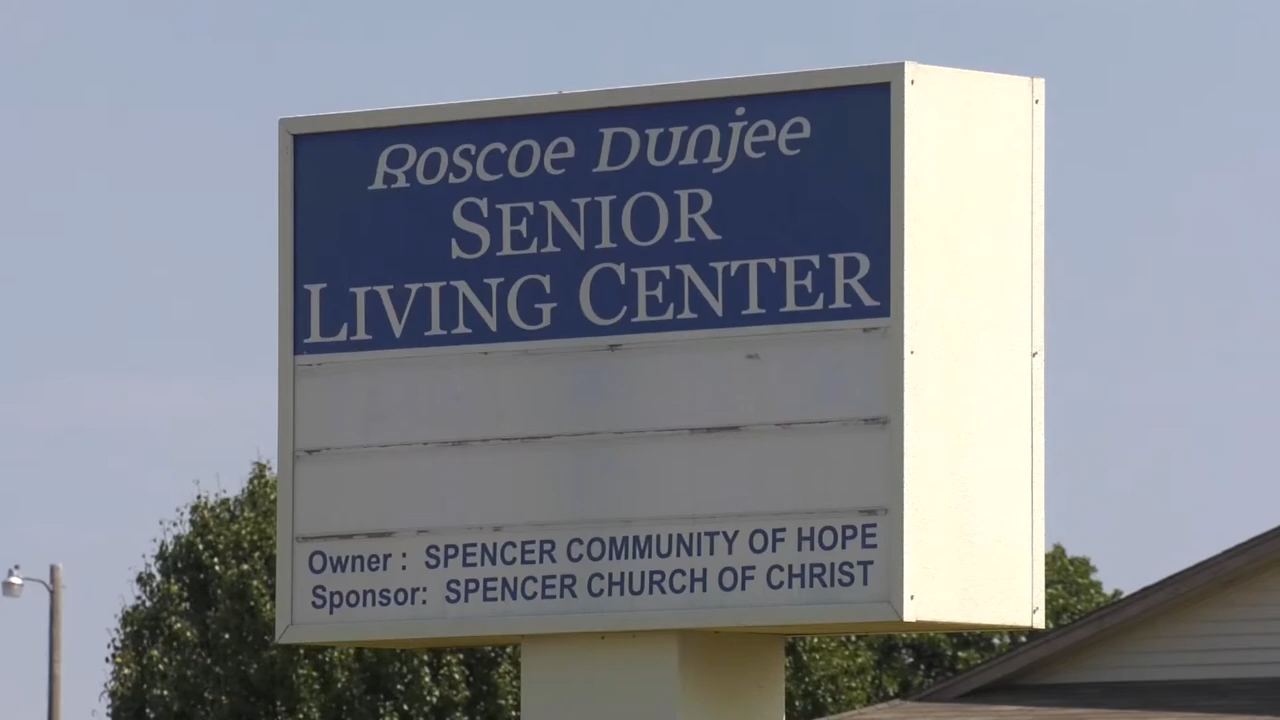 Roscoe Dunjee
SENIOR
LIVING CENTER
Owner : SPENCER COMMUNITY OF HOPE
Sponsor: SPENCER CHURCH OF CHRIST